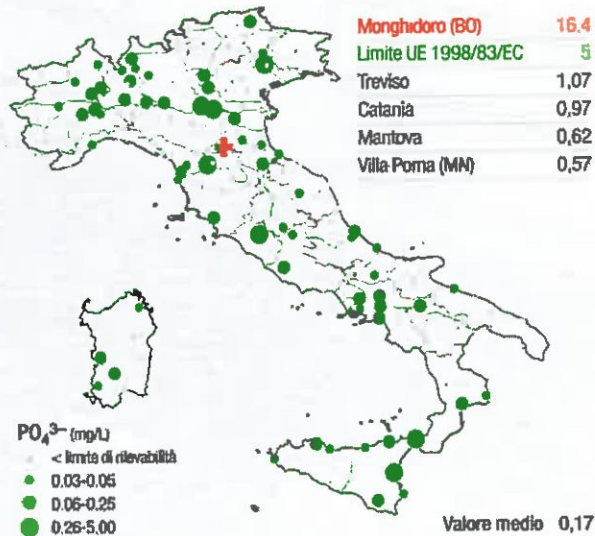 Monghidoro (BO) 16,4
Limite UE 1998/83/EC 5
Treviso 1,07
Catania 0,97
Mantova 0,62
Villa Poma (MN) 0,57
PO₄³⁻ (mg/L)
< limite di rilevabilità
0.03-0.05
0.06-0.25
0.26-5.00
Valore medio 0,17